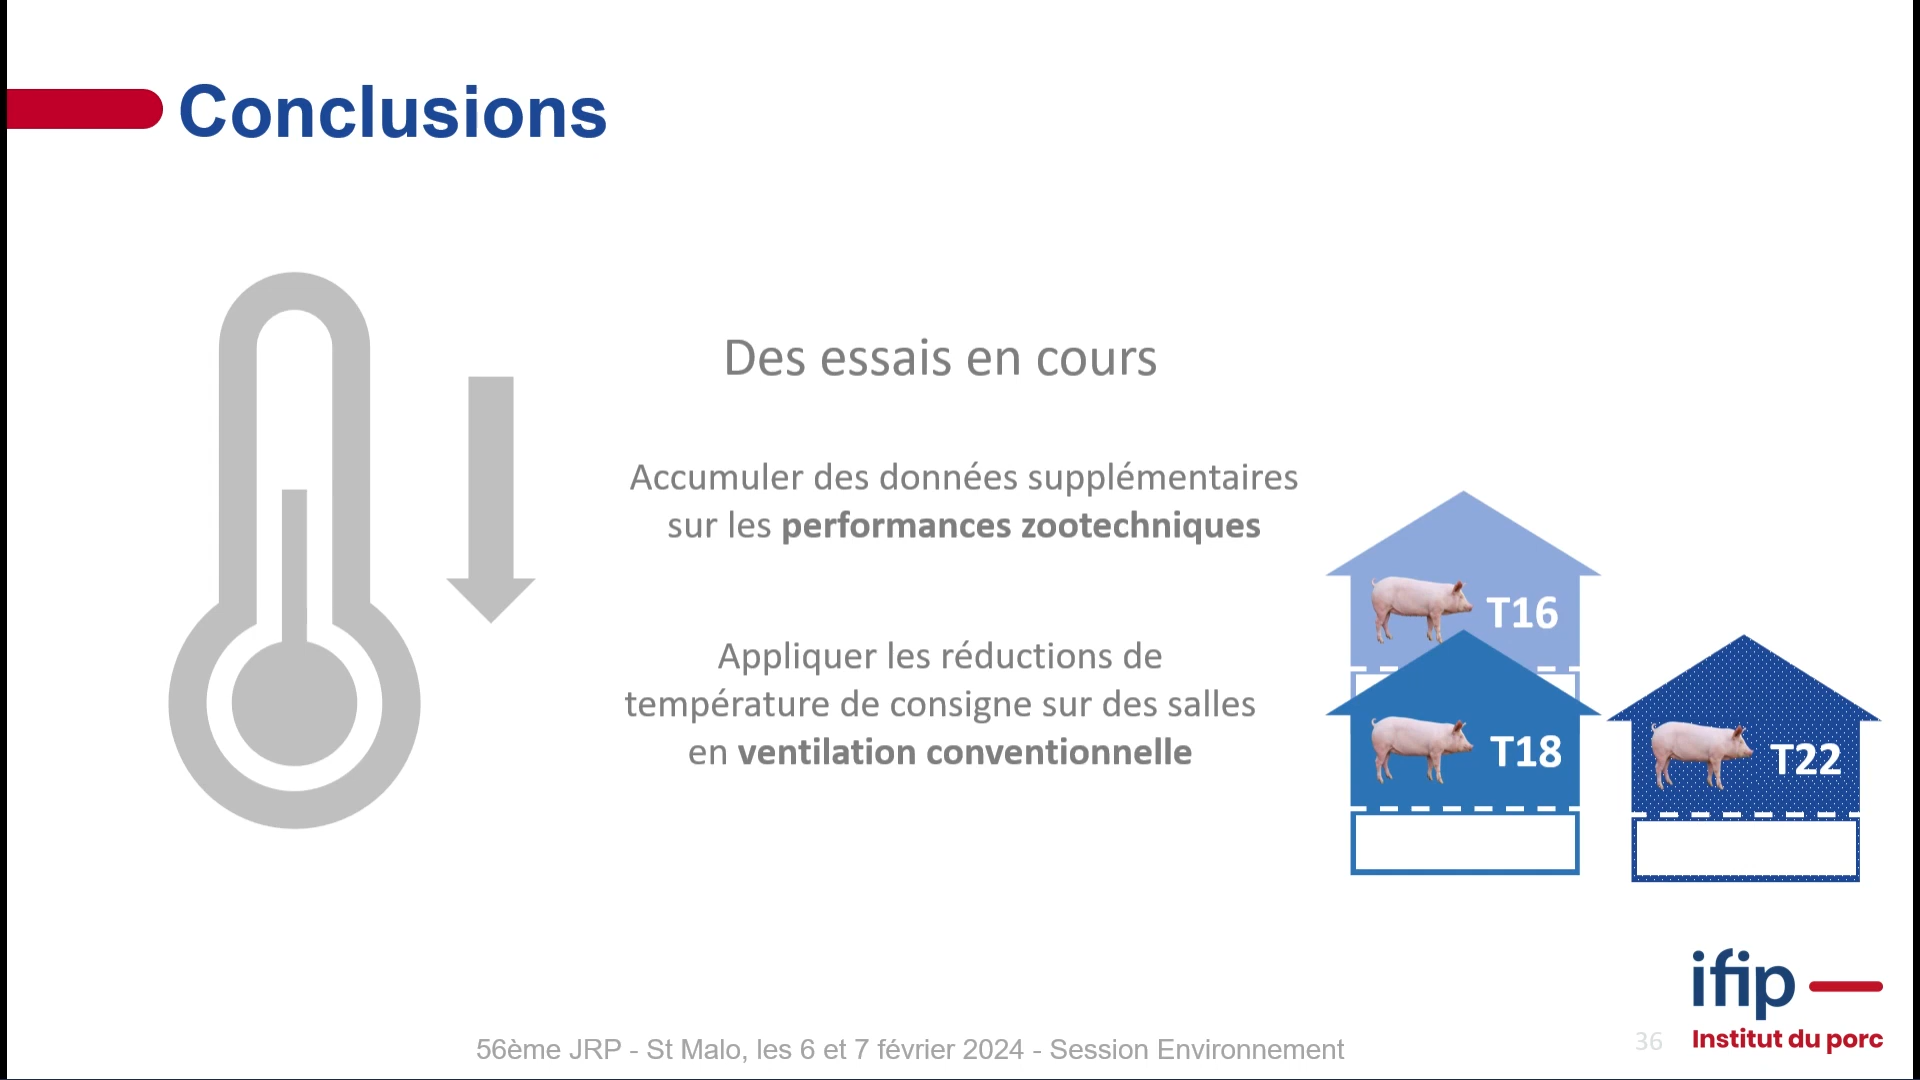 Conclusions
Des essais en cours
Accumuler des données supplémentaires
sur les performances zootechniques
Appliquer les réductions de
température de consigne sur des salles
en ventilation conventionnelle
T16
T18
T22
56ème JRP - St Malo, les 6 et 7 février 2024 - Session Environnement
36
ifip
Institut du porc